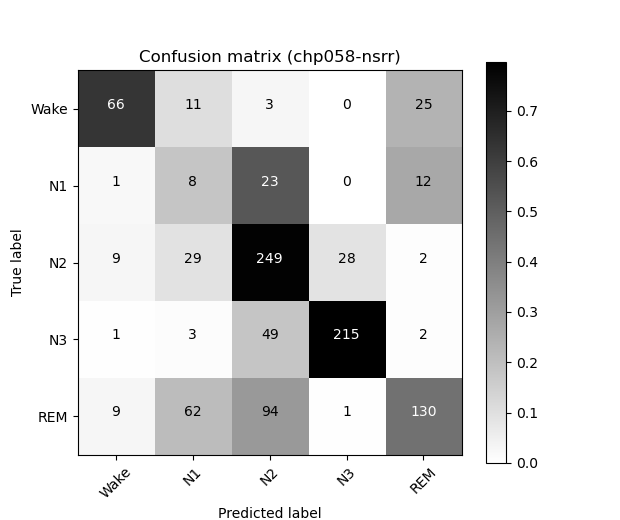 Confusion matrix (chp058-nsrr)
True label
Wake 66 11 3 0 25
N1 1 8 23 0 12
N2 9 29 249 28 2
N3 1 3 49 215 2
REM 9 62 94 1 130
Wake N1 N2 N3 REM
Predicted label
0.7
0.6
0.5
0.4
0.3
0.2
0.1
0.0